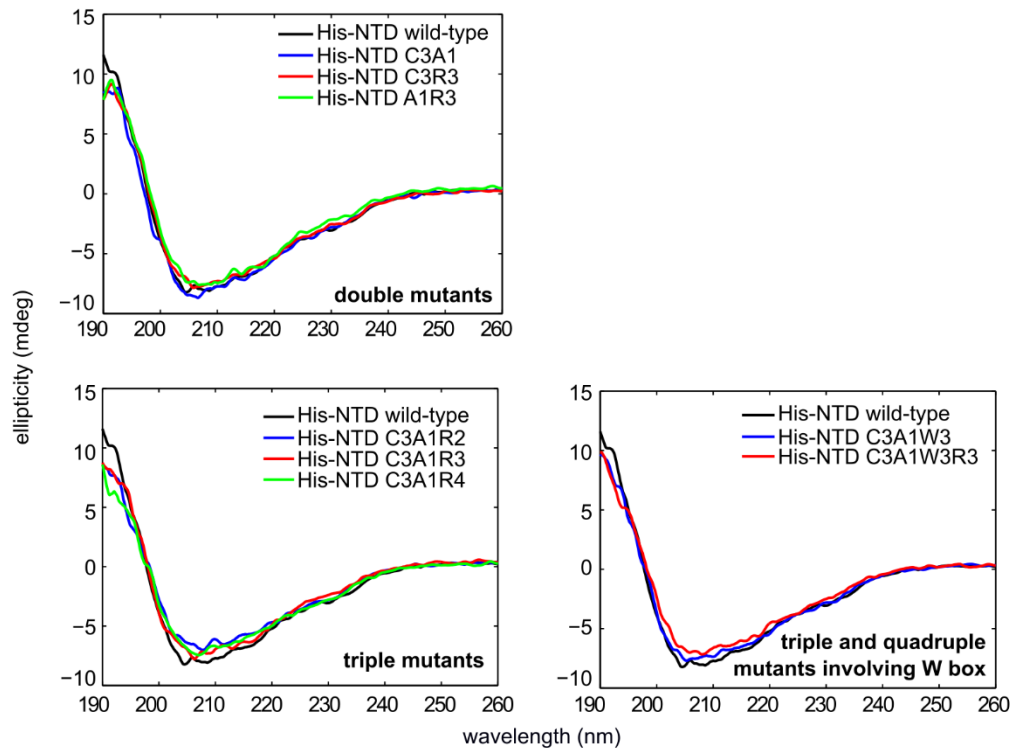 15
10
5
0
−5
−10
190 200 210 220 230 240 250 260
His-NTD wild-type
His-NTD C3A1
His-NTD C3R3
His-NTD A1R3
double mutants
ellipticity (mdeg)
15
10
5
0
−5
−10
190 200 210 220 230 240 250 260
His-NTD wild-type
His-NTD C3A1R2
His-NTD C3A1R3
His-NTD C3A1R4
triple mutants
15
10
5
0
−5
−10
190 200 210 220 230 240 250 260
His-NTD wild-type
His-NTD C3A1W3
His-NTD C3A1W3R3
triple and quadruple
mutants involving W box
wavelength (nm)